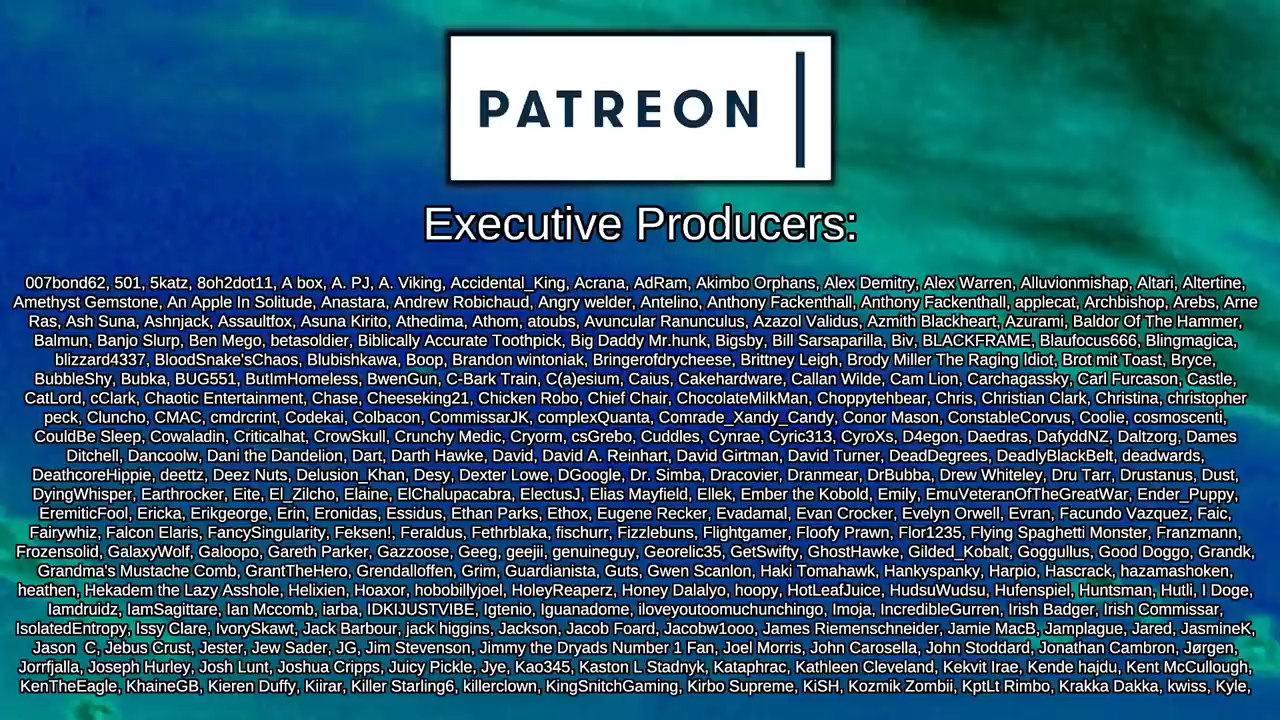 PATREON
Executive Producers:
007bond62, 501, 5katz, 8oh2dot11, A box, A. PJ, A. Viking, Accidental_King, Acrana, AdRam, Akimbo Orphans, Alex Demitry, Alex Warren, Alluvionmishap, Altari, Altertine,
Amethyst Gemstone, An Apple In Solitude, Anastara, Andrew Robichaud, Angry welder, Antelino, Anthony Fackenthall, Anthony Fackenthall, applecat, Archbishop, Arebs, Arne
Ras, Ash Suna, Ashnjack, Assaultfox, Asuna Kirito, Athedima, Athom, atoubs, Avuncular Ranunculus, Azazol Validus, Azmith Blackheart, Azurami, Baldor Of The Hammer,
Balmun, Banjo Slurp, Ben Mego, betasoldier, Biblically Accurate Toothpick, Big Daddy Mr.hunk, Bigsby, Bill Sarsaparilla, Biv, BLACKFRAME, Blaufocus666, Blingmagica,
blizzard4337, BloodSnake'sChaos, Blubishkawa, Boop, Brandon wintoniak, Bringerofdrycheese, Brittney Leigh, Brody Miller The Raging Idiot, Brot mit Toast, Bryce,
BubbleShy, Bubka, BUG551, ButImHomeless, BwenGun, C-Bark Train, C(a)esium, Caius, Cakehardware, Callan Wilde, Cam Lion, Carchagassky, Carl Furcason, Castle,
CatLord, cClark, Chaotic Entertainment, Chase, Cheeseking21, Chicken Robo, Chief Chair, ChocolateMilkMan, Choppytehbear, Chris, Christian Clark, Christina, christopher
peck, Cluncho, CMAC, cmdrcrint, Codekai, Colbacon, CommissarJK, complexQuanta, Comrade_Xandy_Candy, Conor Mason, ConstableCorvus, Coolie, cosmoscenti,
CouldBe Sleep, Cowaladin, Criticalhat, CrowSkull, Crunchy Medic, Cryorm, csGrebo, Cuddles, Cynrae, Cyric313, CyroXs, D4egon, Daedras, DafyddNZ, Daltzorg, Dames
Ditchell, Dancoolw, Dani the Dandelion, Dart, Darth Hawke, David, David A. Reinhart, David Girtman, David Turner, DeadDegrees, DeadlyBlackBelt, deadwards,
DeathcoreHippie, deettz, Deez Nuts, Delusion_Khan, Desy, Dexter Lowe, DGoogle, Dr. Simba, Dracovier, Dranmear, DrBubba, Drew Whiteley, Dru Tarr, Drustanus, Dust,
DyingWhisper, Earthrocker, Eite, El_Zilcho, Elaine, ElChalupacabra, ElectusJ, Elias Mayfield, Ellek, Ember the Kobold, Emily, EmuVeteranOfTheGreatWar, Ender_Puppy,
EremiticFool, Ericka, Erikgeorge, Erin, Eronidas, Essidus, Ethan Parks, Ethox, Eugene Recker, Evadamal, Evan Crocker, Evelyn Orwell, Evran, Facundo Vazquez, Faic,
Fairywhiz, Falcon Elaris, FancySingularity, Feksen!, Feraldus, Fethrblaka, fischurr, Fizzlebuns, Flightgamer, Floofy Prawn, Flor1235, Flying Spaghetti Monster, Franzmann,
Frozensolid, GalaxyWolf, Galoopo, Gareth Parker, Gazzoose, Geeg, geejii, genuineguy, Georelic35, GetSwifty, GhostHawke, Gilded_Kobalt, Goggullus, Good Doggo, Grandk,
Grandma's Mustache Comb, GrantTheHero, Grendalloffen, Grim, Guardianista, Guts, Gwen Scanlon, Haki Tomahawk, Hankyspanky, Harpio, Hascrack, hazamashoken,
heathen, Hekadem the Lazy Asshole, Helixien, Hoaxor, hobobillyjoel, HoleyReaperz, Honey Dalalyo, hoopy, HotLeafJuice, HudsuWudsu, Hufenspiel, Huntsman, Hutli, I Doge,
Iamdruidz, IamSagittare, Ian Mccomb, iarba, IDKIJUSTVIBE, Igtenio, Iguanadome, iloveyoutoomuchunchingo, Imoja, IncredibleGurren, Irish Badger, Irish Commissar,
IsolatedEntropy, Issy Clare, IvorySkawt, Jack Barbour, jack higgins, Jackson, Jacob Foard, Jacobw1ooo, James Riemenschneider, Jamie MacB, Jamplague, Jared, JasmineK,
Jason_C, Jebus Crust, Jester, Jew Sader, JG, Jim Stevenson, Jimmy the Dryads Number 1 Fan, Joel Morris, John Carosella, John Stoddard, Jonathan Cambron, Jørgen,
Jorrfjalla, Joseph Hurley, Josh Lunt, Joshua Cripps, Juicy Pickle, Jye, Kao345, Kaston L Stadnyk, Kataphrac, Kathleen Cleveland, Kekvit Irae, Kende hajdu, Kent McCullough,
KenTheEagle, KhaineGB, Kieren Duffy, Kiirar, Killer Starling6, killerclown, KingSnitchGaming, Kirbo Supreme, KiSH, Kozmik Zombii, KptLt Rimbo, Krakka Dakka, kwiss, Kyle,